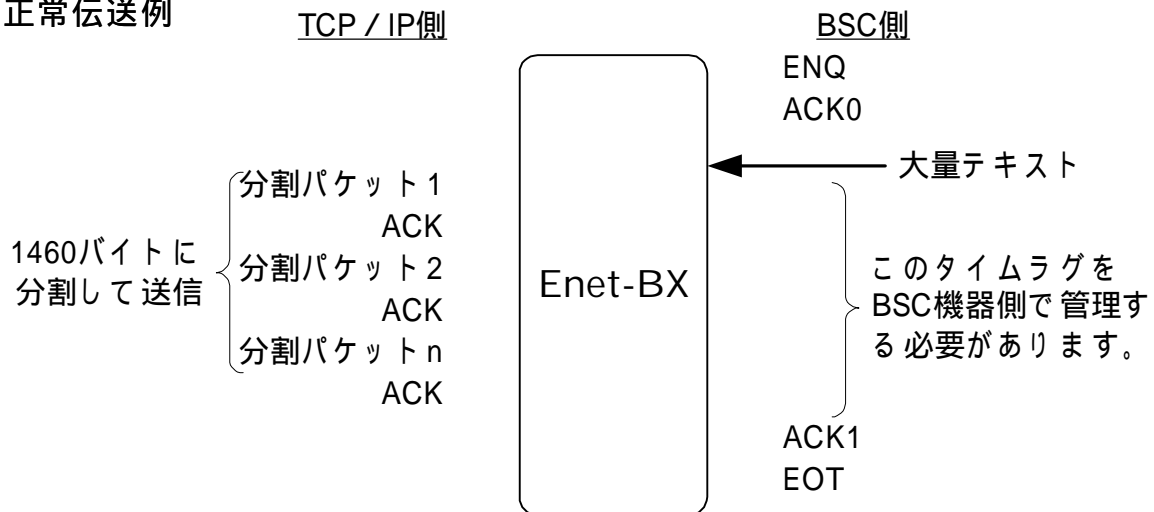 正常伝送例
TCP / IP側
BSC側
ENQ
ACK0
大量テキスト
分割パケット1
ACK
分割パケット2
ACK
分割パケットn
ACK
1460バイトに
分割して送信
Enet-BX
このタイムラグを
BSC機器側で管理す
る必要があります。
ACK1
EOT